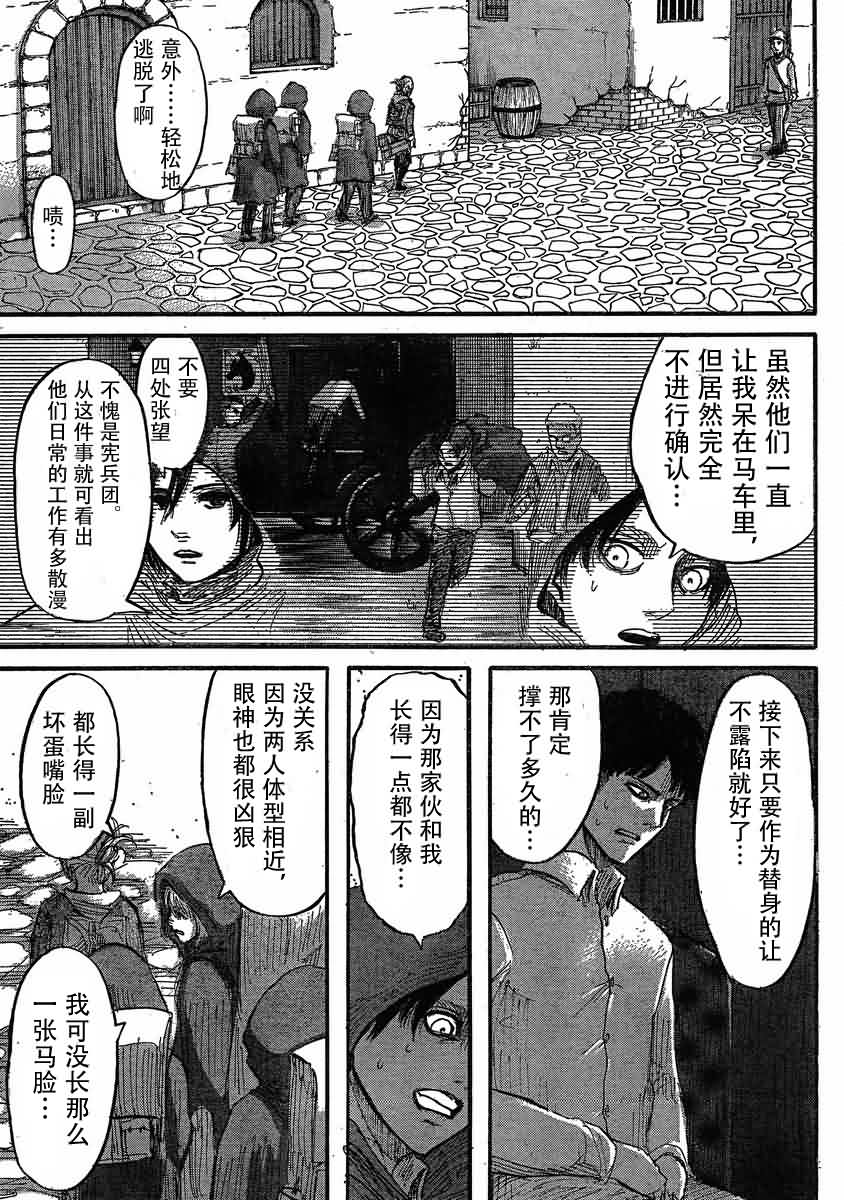 意外……轻松地
逃脱了啊
啧…
虽然他们一直
让我呆在马车里，
但居然完全
不进行确认…
不要
四处张望
不愧是宪兵团。
从这件事就可看出
他们日常的工作有多散漫
接下来只要作为替身的让
不露陷就好了…
那肯定
撑不了多久的…
因为那家伙和我
长得一点都不像…
没关系
因为两人体型相近，
眼神也都很凶狠
都长得一副
坏蛋嘴脸
我可没长那么
一张马脸…